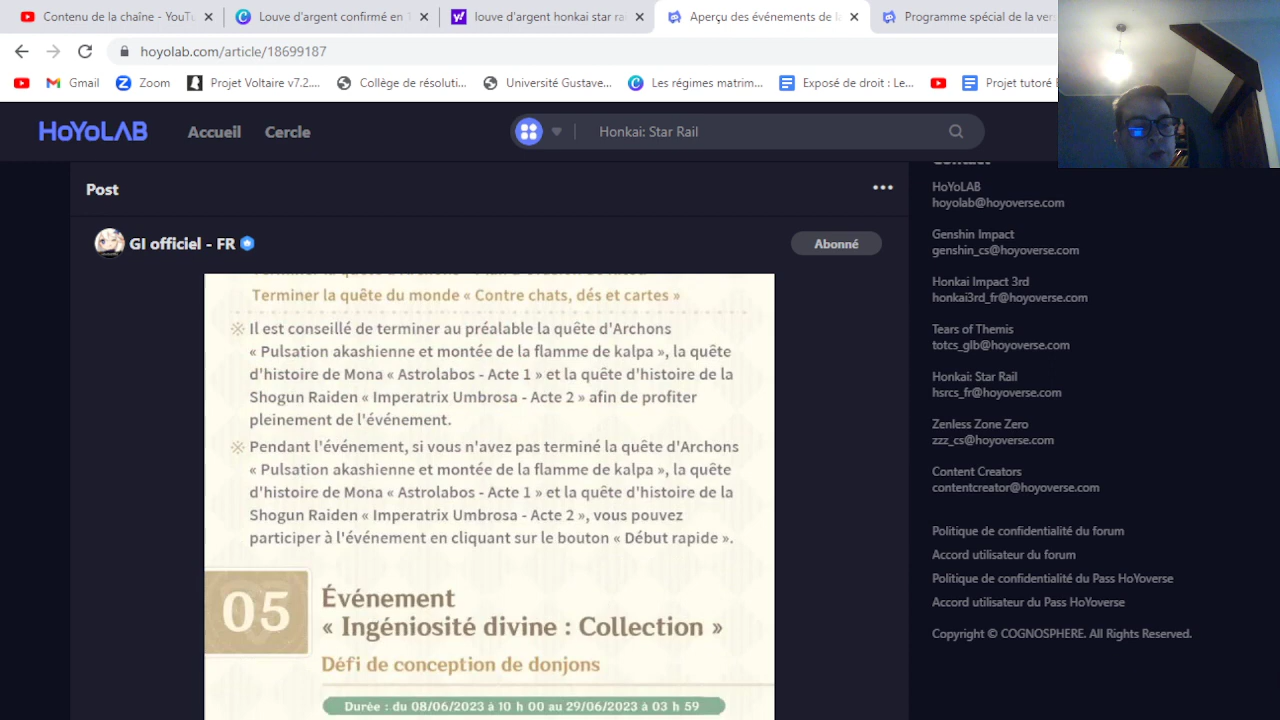 Contenu de la chaîne - YouTu
Louve d'argent confirmé en 1
louve d'argent honkai star ra
Aperçu des événements de la
Programme spécial de la vers
hoyolab.com/article/18699187
Gmail
Zoom
Projet Voltaire v7.2....
Collège de résoluti...
Université Gustave...
Les régimes matrim...
Exposé de droit : Le...
Projet tutoré
HoYoLAB
Accueil
Cercle
Honkai: Star Rail
Post
GI officiel - FR
Abonné
Terminer la quête du monde « Contre chats, dés et cartes »
※ Il est conseillé de terminer au préalable la quête d'Archons
« Pulsation akashienne et montée de la flamme de kalpa », la quête
d'histoire de Mona « Astrolabos - Acte 1 » et la quête d'histoire de la
Shogun Raiden « Imperatrix Umbrosa - Acte 2 » afin de profiter
pleinement de l'événement.
※ Pendant l'événement, si vous n'avez pas terminé la quête d'Archons
« Pulsation akashienne et montée de la flamme de kalpa », la quête
d'histoire de Mona « Astrolabos - Acte 1 » et la quête d'histoire de la
Shogun Raiden « Imperatrix Umbrosa - Acte 2 », vous pouvez
participer à l'événement en cliquant sur le bouton « Début rapide ».
05
Événement
« Ingéniosité divine : Collection »
Défi de conception de donjons
Durée : du 08/06/2023 à 10 h 00 au 29/06/2023 à 03 h 59
Contact
HoYoLAB
hoyolab@hoyoverse.com
Genshin Impact
genshin_cs@hoyoverse.com
Honkai Impact 3rd
honkai3rd_fr@hoyoverse.com
Tears of Themis
totcs_glb@hoyoverse.com
Honkai: Star Rail
hsrcs_fr@hoyoverse.com
Zenless Zone Zero
zzz_cs@hoyoverse.com
Content Creators
contentcreator@hoyoverse.com
Politique de confidentialité du forum
Accord utilisateur du forum
Politique de confidentialité du Pass HoYoverse
Accord utilisateur du Pass HoYoverse
Copyright © COGNOSPHERE. All Rights Reserved.